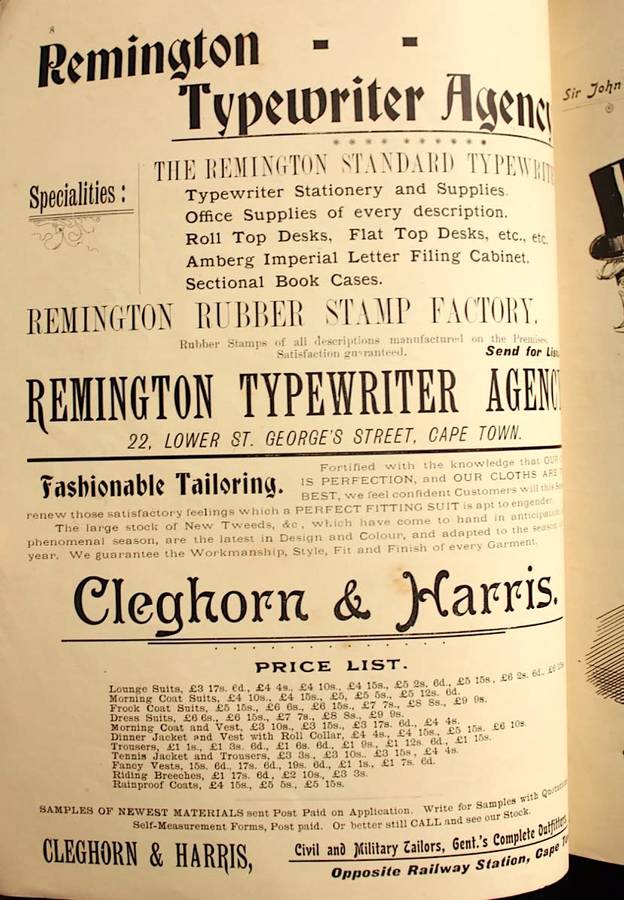 8
Remington - -
Typewriter Agency
Specialities:
THE REMINGTON STANDARD TYPEWRITE
Typewriter Stationery and Supplies.
Office Supplies of every description.
Roll Top Desks, Flat Top Desks, etc., etc.
Amberg Imperial Letter Filing Cabinet.
Sectional Book Cases.
REMINGTON RUBBER STAMP FACTORY.
Rubber Stamps of all descriptions manufactured on the Premises.
Satisfaction guaranteed. Send for Lis
REMINGTON TYPEWRITER AGENCY
22, LOWER ST. GEORGE'S STREET, CAPE TOWN.
Fashionable Tailoring.
Fortified with the knowledge that OUR
IS PERFECTION, and OUR CLOTHS ARE
BEST, we feel confident Customers will this
renew those satisfactory feelings which a PERFECT FITTING SUIT is apt to engender.
The large stock of New Tweeds, &c, which have come to hand in anticipation
phenomenal season, are the latest in Design and Colour, and adapted to the season
year. We guarantee the Workmanship, Style, Fit and Finish of every Garment.
Cleghorn & Harris.
PRICE LIST.
Lounge Suits, £3 17s. 6d., £4 4s., £4 10s., £4 15s., £5 2s. 6d., £5 15s., £6 2s. 6d.,
Morning Coat Suits, £4 10s., £4 15s., £5, £5 5s., £5 12s. 6d.
Frock Coat Suits, £5 15s., £6 6s., £6 15s., £7 7s., £8 8s., £9 9s.
Dress Suits, £6 6s., £6 15s., £7 7s., £8 8s., £9 9s.
Morning Coat and Vest, £3 10s., £3 15s., £3 17s. 6d., £4 4s.
Dinner Jacket and Vest with Roll Collar, £4 4s., £4 15s., £5 15s. £6 10s.
Trousers, £1 1s., £1 3s. 6d., £1 6s. 6d., £1 9s., £1 12s. 6d., £1 15s.
Tennis Jacket and Trousers, £3 3s., £3 10s., £3 15s., £4 4s.
Fancy Vests, 15s. 6d., 17s. 6d., 19s. 6d., £1 1s., £1 7s. 6d.
Riding Breeches, £1 17s. 6d., £2 10s., £3 3s.
Rainproof Coats, £4 15s., £5 5s., £5 15s.
SAMPLES OF NEWEST MATERIALS sent Post Paid on Application. Write for Samples with Quotations
Self-Measurement Forms, Post paid. Or better still CALL and see our Stock.
CLEGHORN & HARRIS,
Civil and Military Tailors, Gent.'s Complete Outfitters,
Opposite Railway Station, Cape To
Sir John